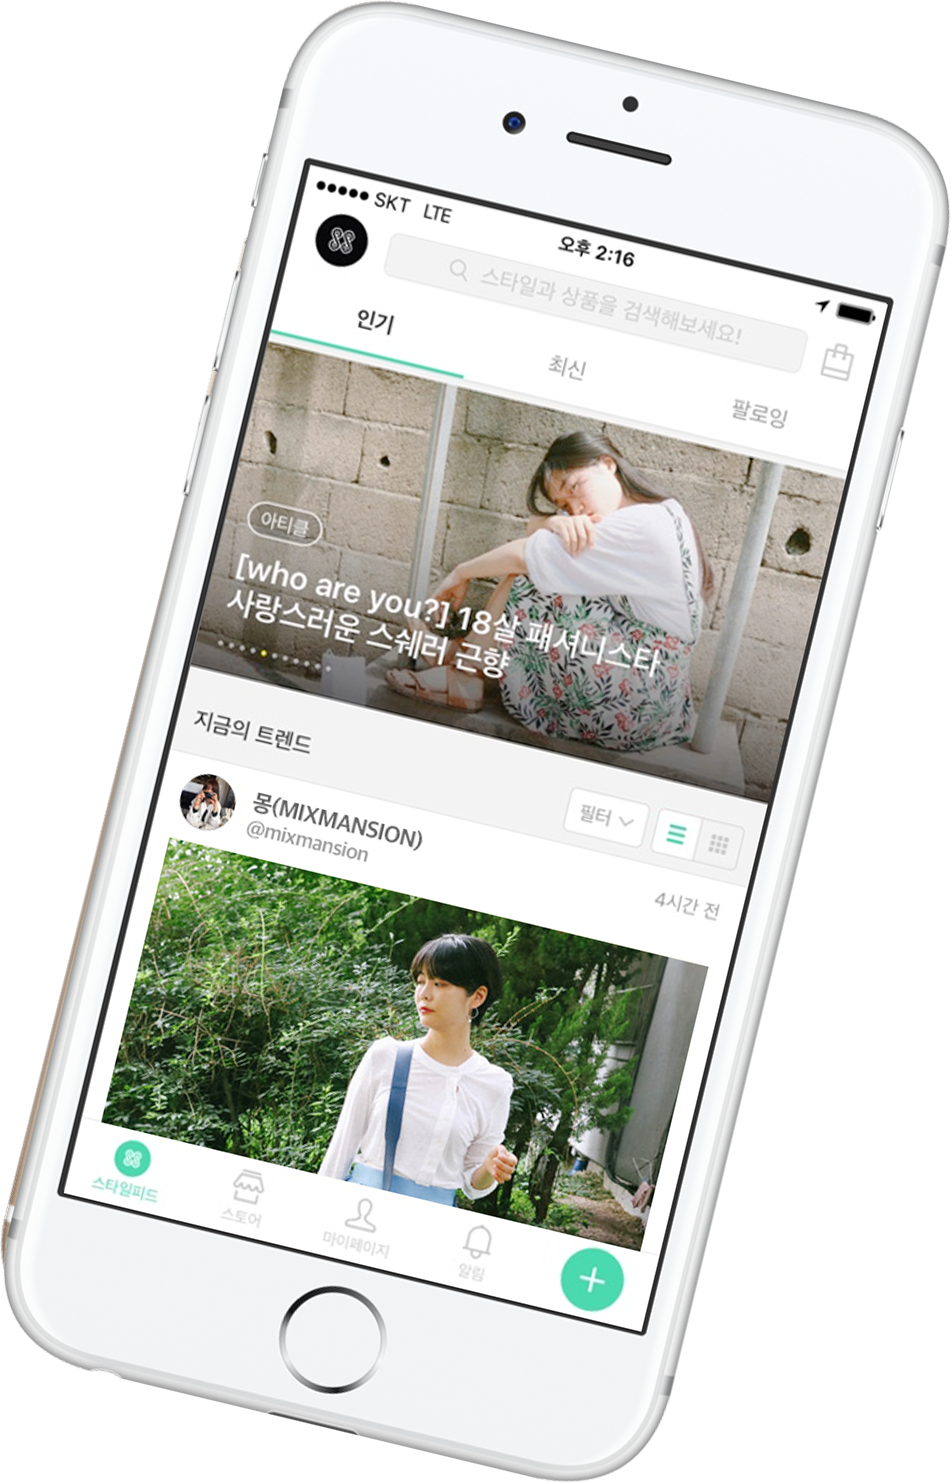 SKT LTE
오후 2:16
스타일과 상품을 검색해보세요!
인기
최신
팔로잉
아티클
[who are you?] 18살 패셔니스타
사랑스러운 스쉐러 근향
지금의 트렌드
필터
몽(MIXMANSION)
@mixmansion
4시간 전
스타일피드
스토어
마이페이지
알림